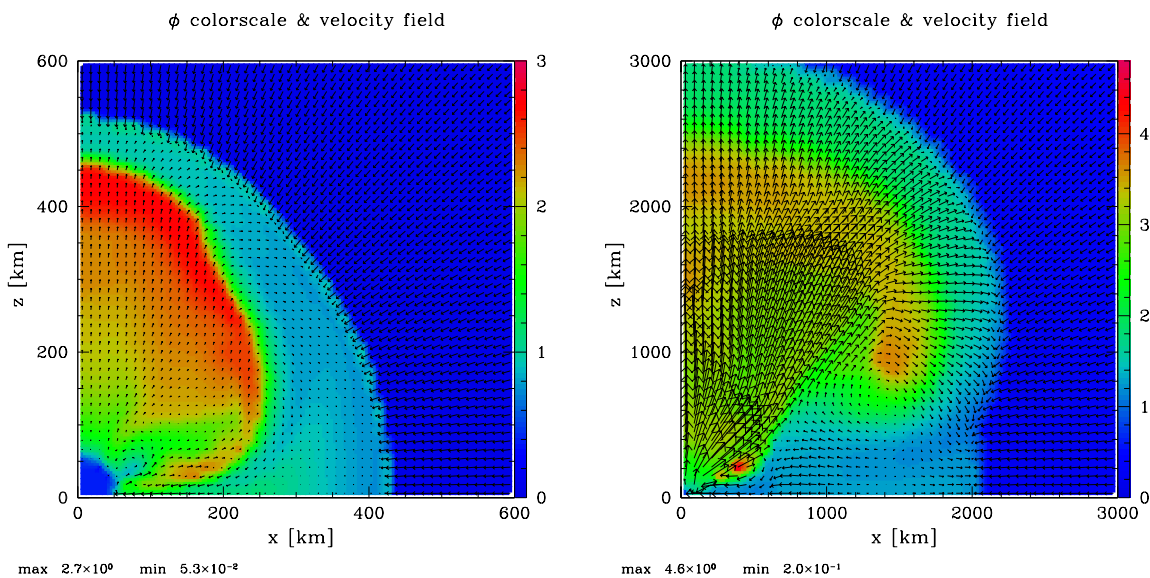 ϕ colorscale & velocity field
600
400
200
0
z [km]
0 200 400 600
x [km]
3
2
1
0
max 2.7×10⁰ min 5.3×10⁻²
ϕ colorscale & velocity field
3000
2000
1000
0
z [km]
0 1000 2000 3000
x [km]
4
3
2
1
0
max 4.6×10⁰ min 2.0×10⁻¹